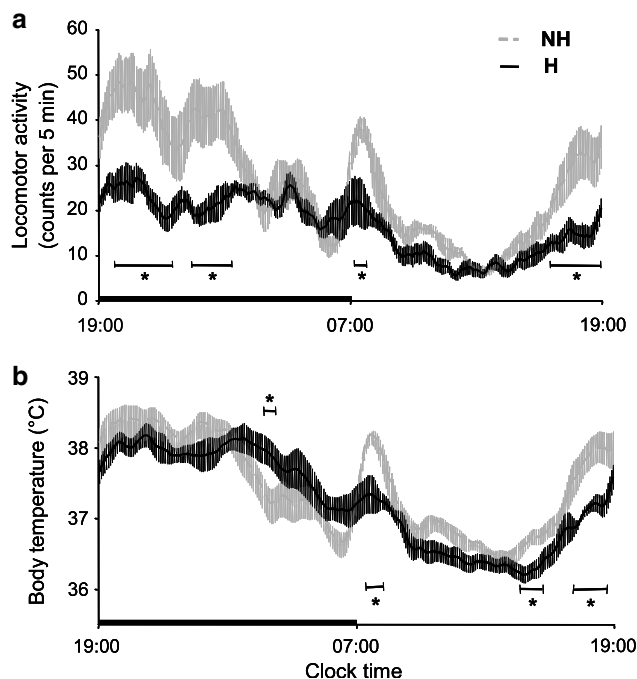 a
60
50
40
30
20
10
0
Locomotor activity
(counts per 5 min)
NH
H
* * * *
19:00 07:00 19:00
b
39
38
37
36
Body temperature (°C)
*
* * *
19:00 07:00 19:00
Clock time